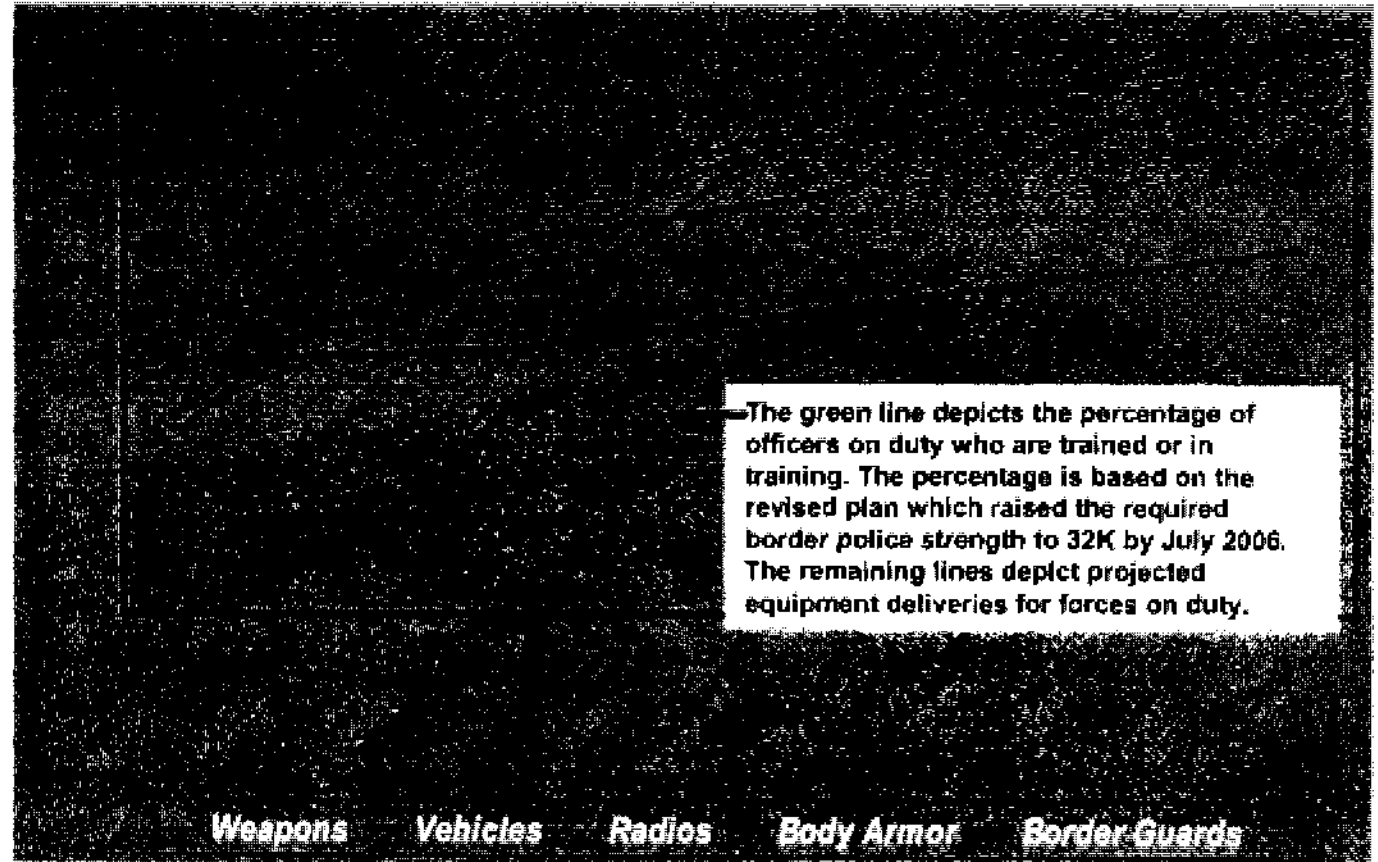 The green line depicts the percentage of
officers on duty who are trained or in
training. The percentage is based on the
revised plan which raised the required
border police strength to 32K by July 2006.
The remaining lines depict projected
equipment deliveries for forces on duty.
Weapons Vehicles Radios Body Armor Border Guards